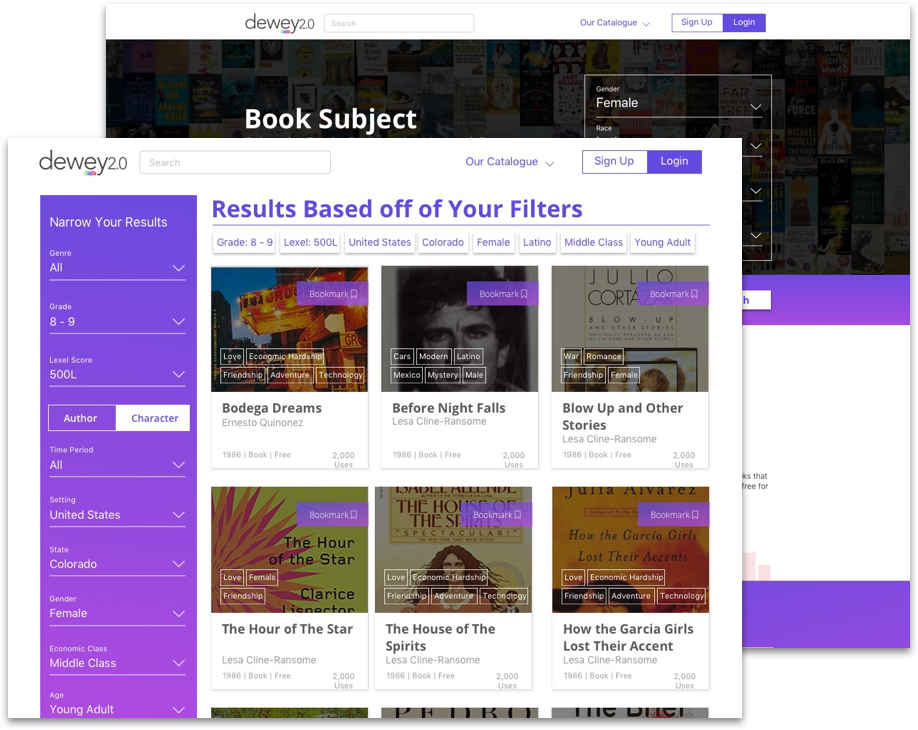 dewey2.0
Search
Our Catalogue
Sign Up
Login
Book Subject
Gender
Female
Race
dewey2.0
Search
Our Catalogue
Sign Up
Login
Narrow Your Results
Genre
All
Grade
8 - 9
Lexel Score
500L
Author
Character
Time Period
All
Setting
United States
State
Colorado
Gender
Female
Economic Class
Middle Class
Age
Young Adult
Results Based off of Your Filters
Grade: 8 - 9
Lexel: 500L
United States
Colorado
Female
Latino
Middle Class
Young Adult
Bookmark
Love
Economic Hardship
Friendship
Adventure
Technology
Bodega Dreams
Ernesto Quinonez
1986 | Book | Free
2,000
Uses
Bookmark
Cars
Modern
Latino
Mexico
Mystery
Male
Before Night Falls
Lesa Cline-Ransome
1986 | Book | Free
2,000
Uses
JULIO
CORTÁZAR
BLOW-UP
AND OTHER STORIES
Bookmark
War
Romance
Friendship
Female
Blow Up and Other
Stories
Lesa Cline-Ransome
1986 | Book | Free
2,000
Uses
Bookmark
The Hour
of the Star
Clarice
Lispector
Love
Female
Friendship
The Hour of The Star
Lesa Cline-Ransome
1986 | Book | Free
2,000
Uses
ISABEL ALLENDE
THE HOUSE OF
THE SPIRITS
"SPECTACULAR!"
Bookmark
Love
Economic Hardship
Friendship
Adventure
Technology
The House of The
Spirits
Lesa Cline-Ransome
1986 | Book | Free
2,000
Uses
Julia Alvarez
Bookmark
How the García Girls
Lost Their Accents
Love
Economic Hardship
Friendship
Adventure
Technology
How the Garcia Girls
Lost Their Accent
Lesa Cline-Ransome
1986 | Book | Free
2,000
Uses
PEDRO
ks that
free for